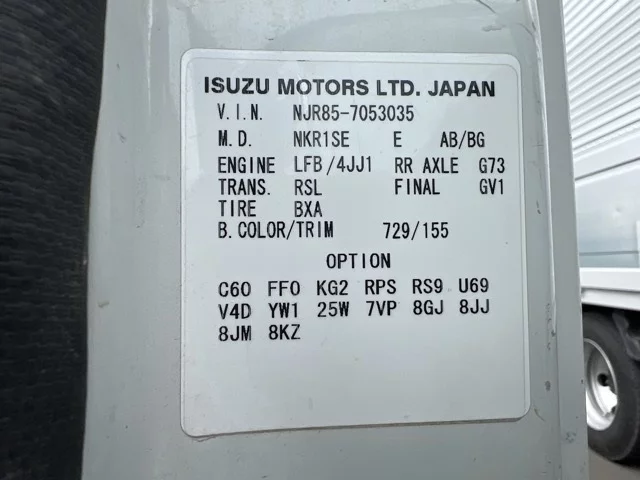 ISUZU MOTORS LTD. JAPAN
V.I.N. NJR85-7053035
M.D. NKR1SE E AB/BG
ENGINE LFB/4JJ1 RR AXLE G73
TRANS. RSL FINAL GV1
TIRE BXA
B.COLOR/TRIM 729/155
OPTION
C60 FF0 KG2 RPS RS9 U69
V4D YW1 25W 7VP 8GJ 8JJ
8JM 8KZ